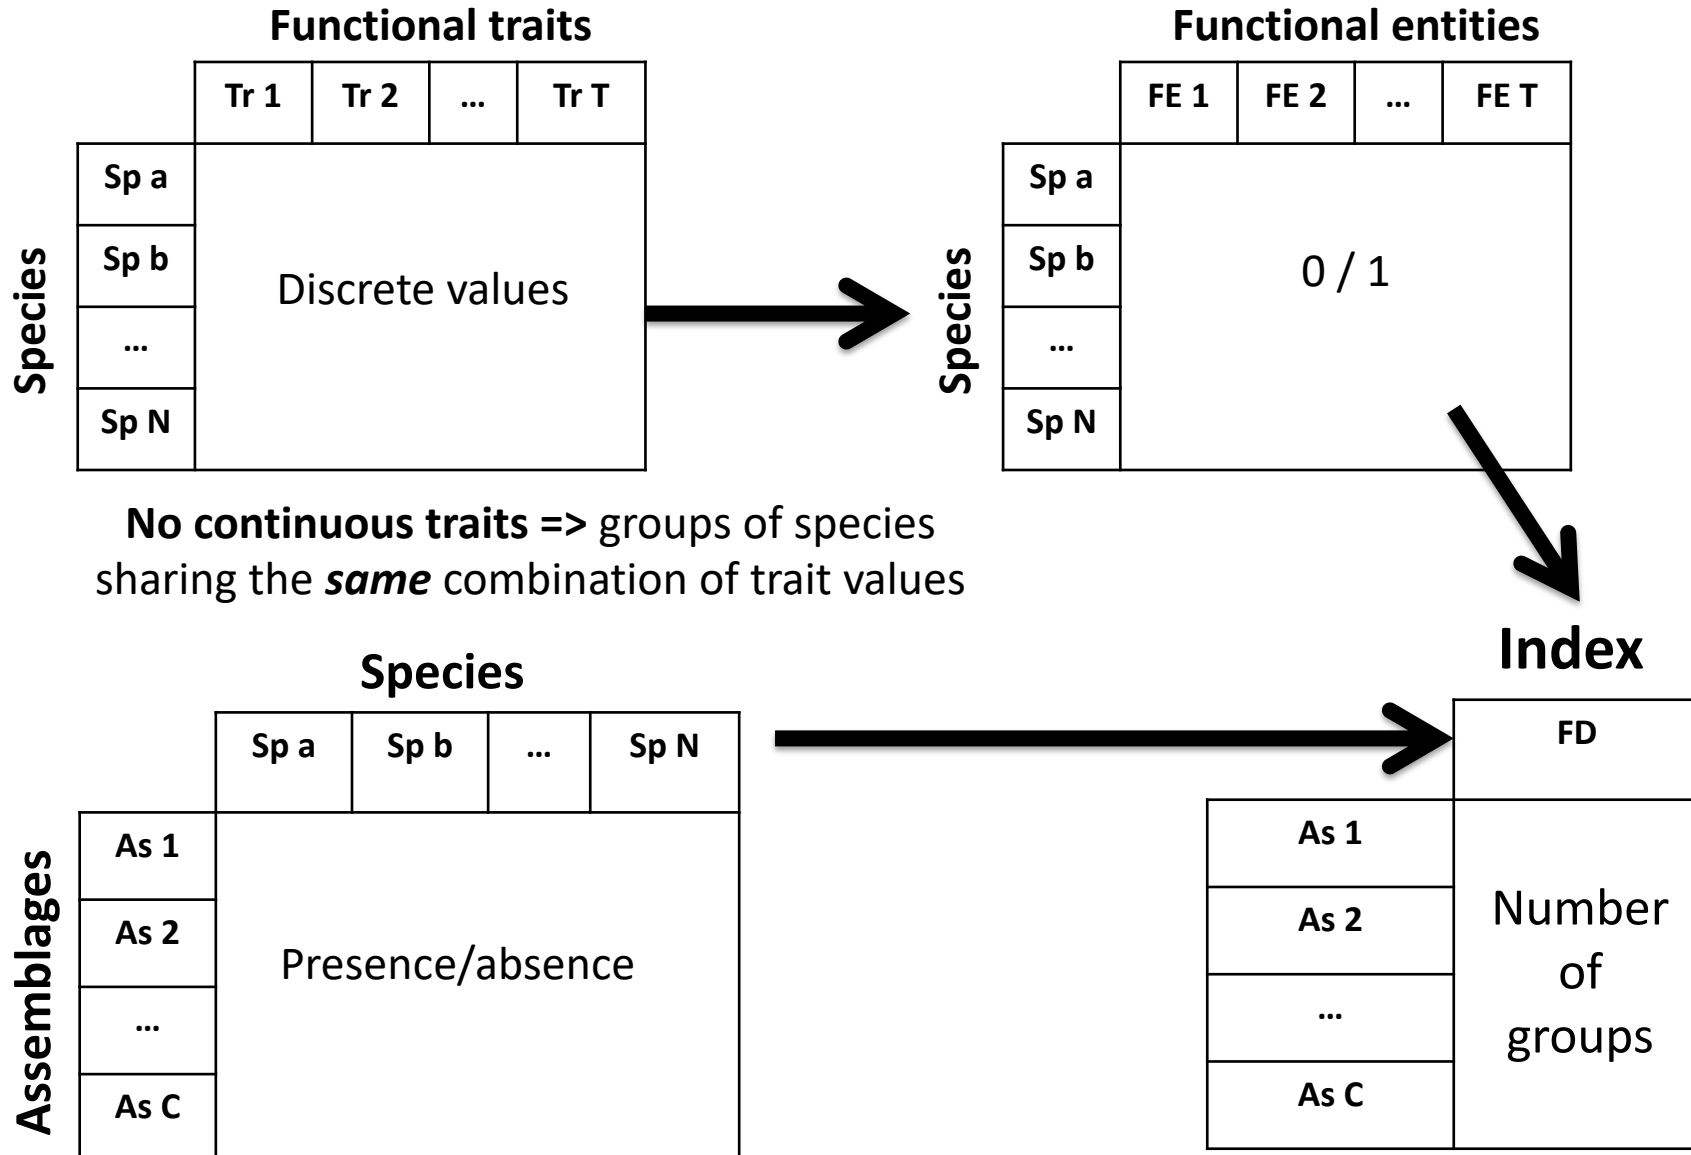 Functional traits
Tr 1 Tr 2 ... Tr T
Species
Sp a
Sp b
...
Sp N
Discrete values
Functional entities
FE 1 FE 2 ... FE T
Species
Sp a
Sp b
...
Sp N
0 / 1
No continuous traits => groups of species
sharing the same combination of trait values
Species
Sp a Sp b ... Sp N
Assemblages
As 1
As 2
...
As C
Presence/absence
Index
FD
As 1
As 2
...
As C
Number
of
groups